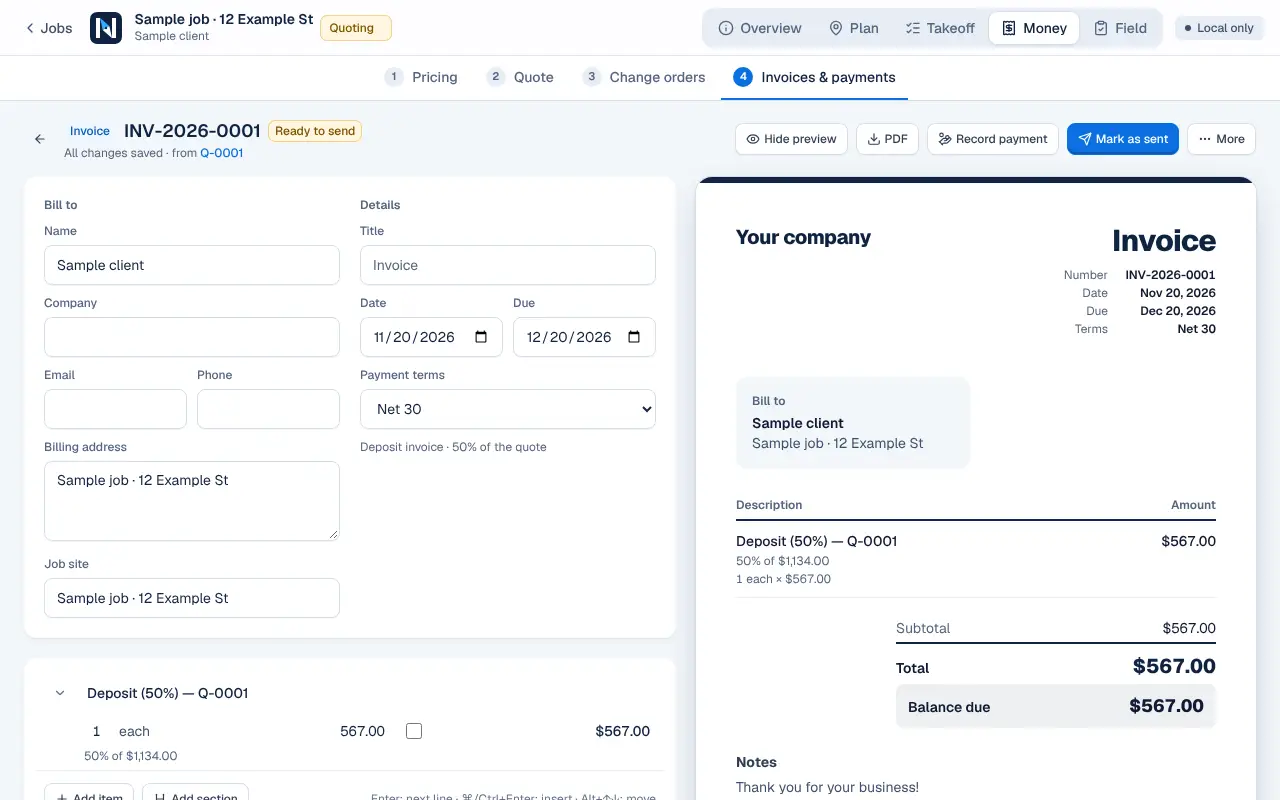 Jobs
Sample job · 12 Example St
Sample client
Quoting
Overview
Plan
Takeoff
Money
Field
Local only
1 Pricing
2 Quote
3 Change orders
4 Invoices & payments
Invoice INV-2026-0001 Ready to send
All changes saved · from Q-0001
Hide preview
PDF
Record payment
Mark as sent
More
Bill to
Name
Sample client
Company
Email
Phone
Billing address
Sample job · 12 Example St
Job site
Sample job · 12 Example St
Details
Title
Invoice
Date
Due
11/20/2026
12/20/2026
Payment terms
Net 30
Deposit invoice · 50% of the quote
Deposit (50%) — Q-0001
1 each 567.00 $567.00
50% of $1,134.00
Add item
Add section
Enter: next line · ⌘/Ctrl+Enter: insert · Alt+↑↓: move
Your company
Invoice
Number INV-2026-0001
Date Nov 20, 2026
Due Dec 20, 2026
Terms Net 30
Bill to
Sample client
Sample job · 12 Example St
Description Amount
Deposit (50%) — Q-0001 $567.00
50% of $1,134.00
1 each × $567.00
Subtotal $567.00
Total $567.00
Balance due $567.00
Notes
Thank you for your business!